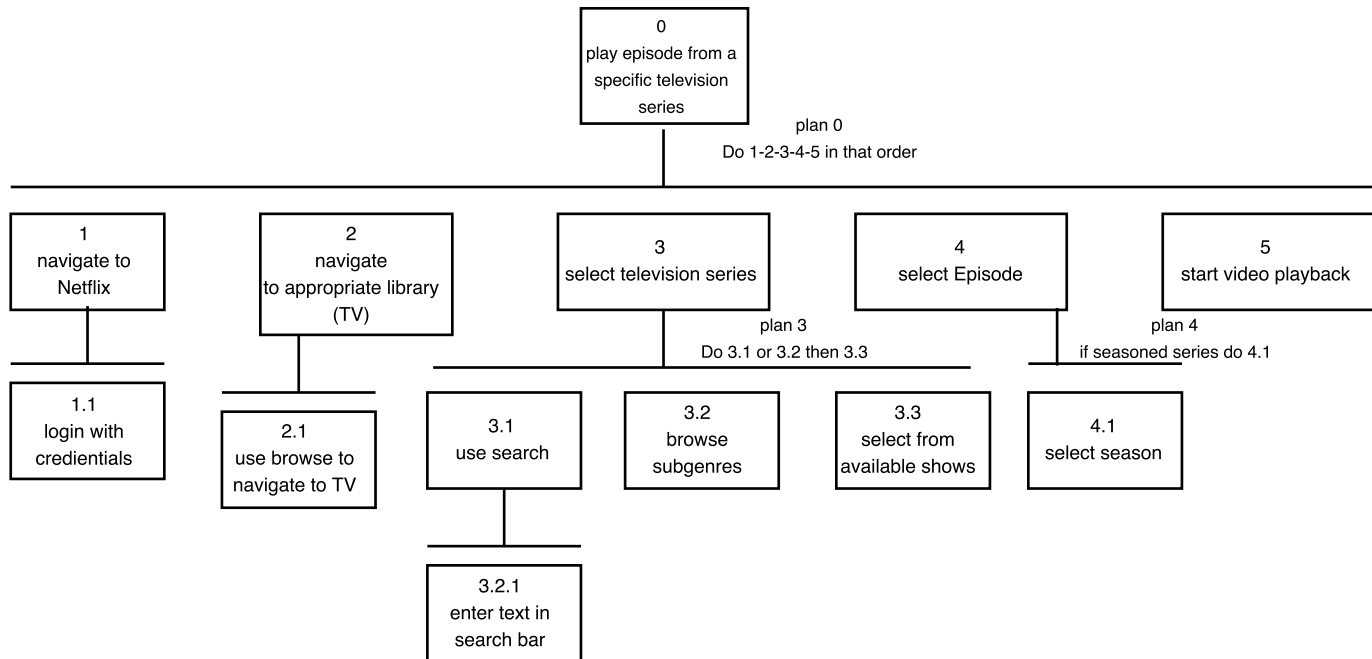 0
play episode from a
specific television
series
plan 0
Do 1-2-3-4-5 in that order
1
navigate to
Netflix
2
navigate
to appropriate library
(TV)
3
select television series
4
select Episode
5
start video playback
plan 3
Do 3.1 or 3.2 then 3.3
plan 4
if seasoned series do 4.1
1.1
login with
credientials
2.1
use browse to
navigate to TV
3.1
use search
3.2
browse
subgenres
3.3
select from
available shows
4.1
select season
3.2.1
enter text in
search bar